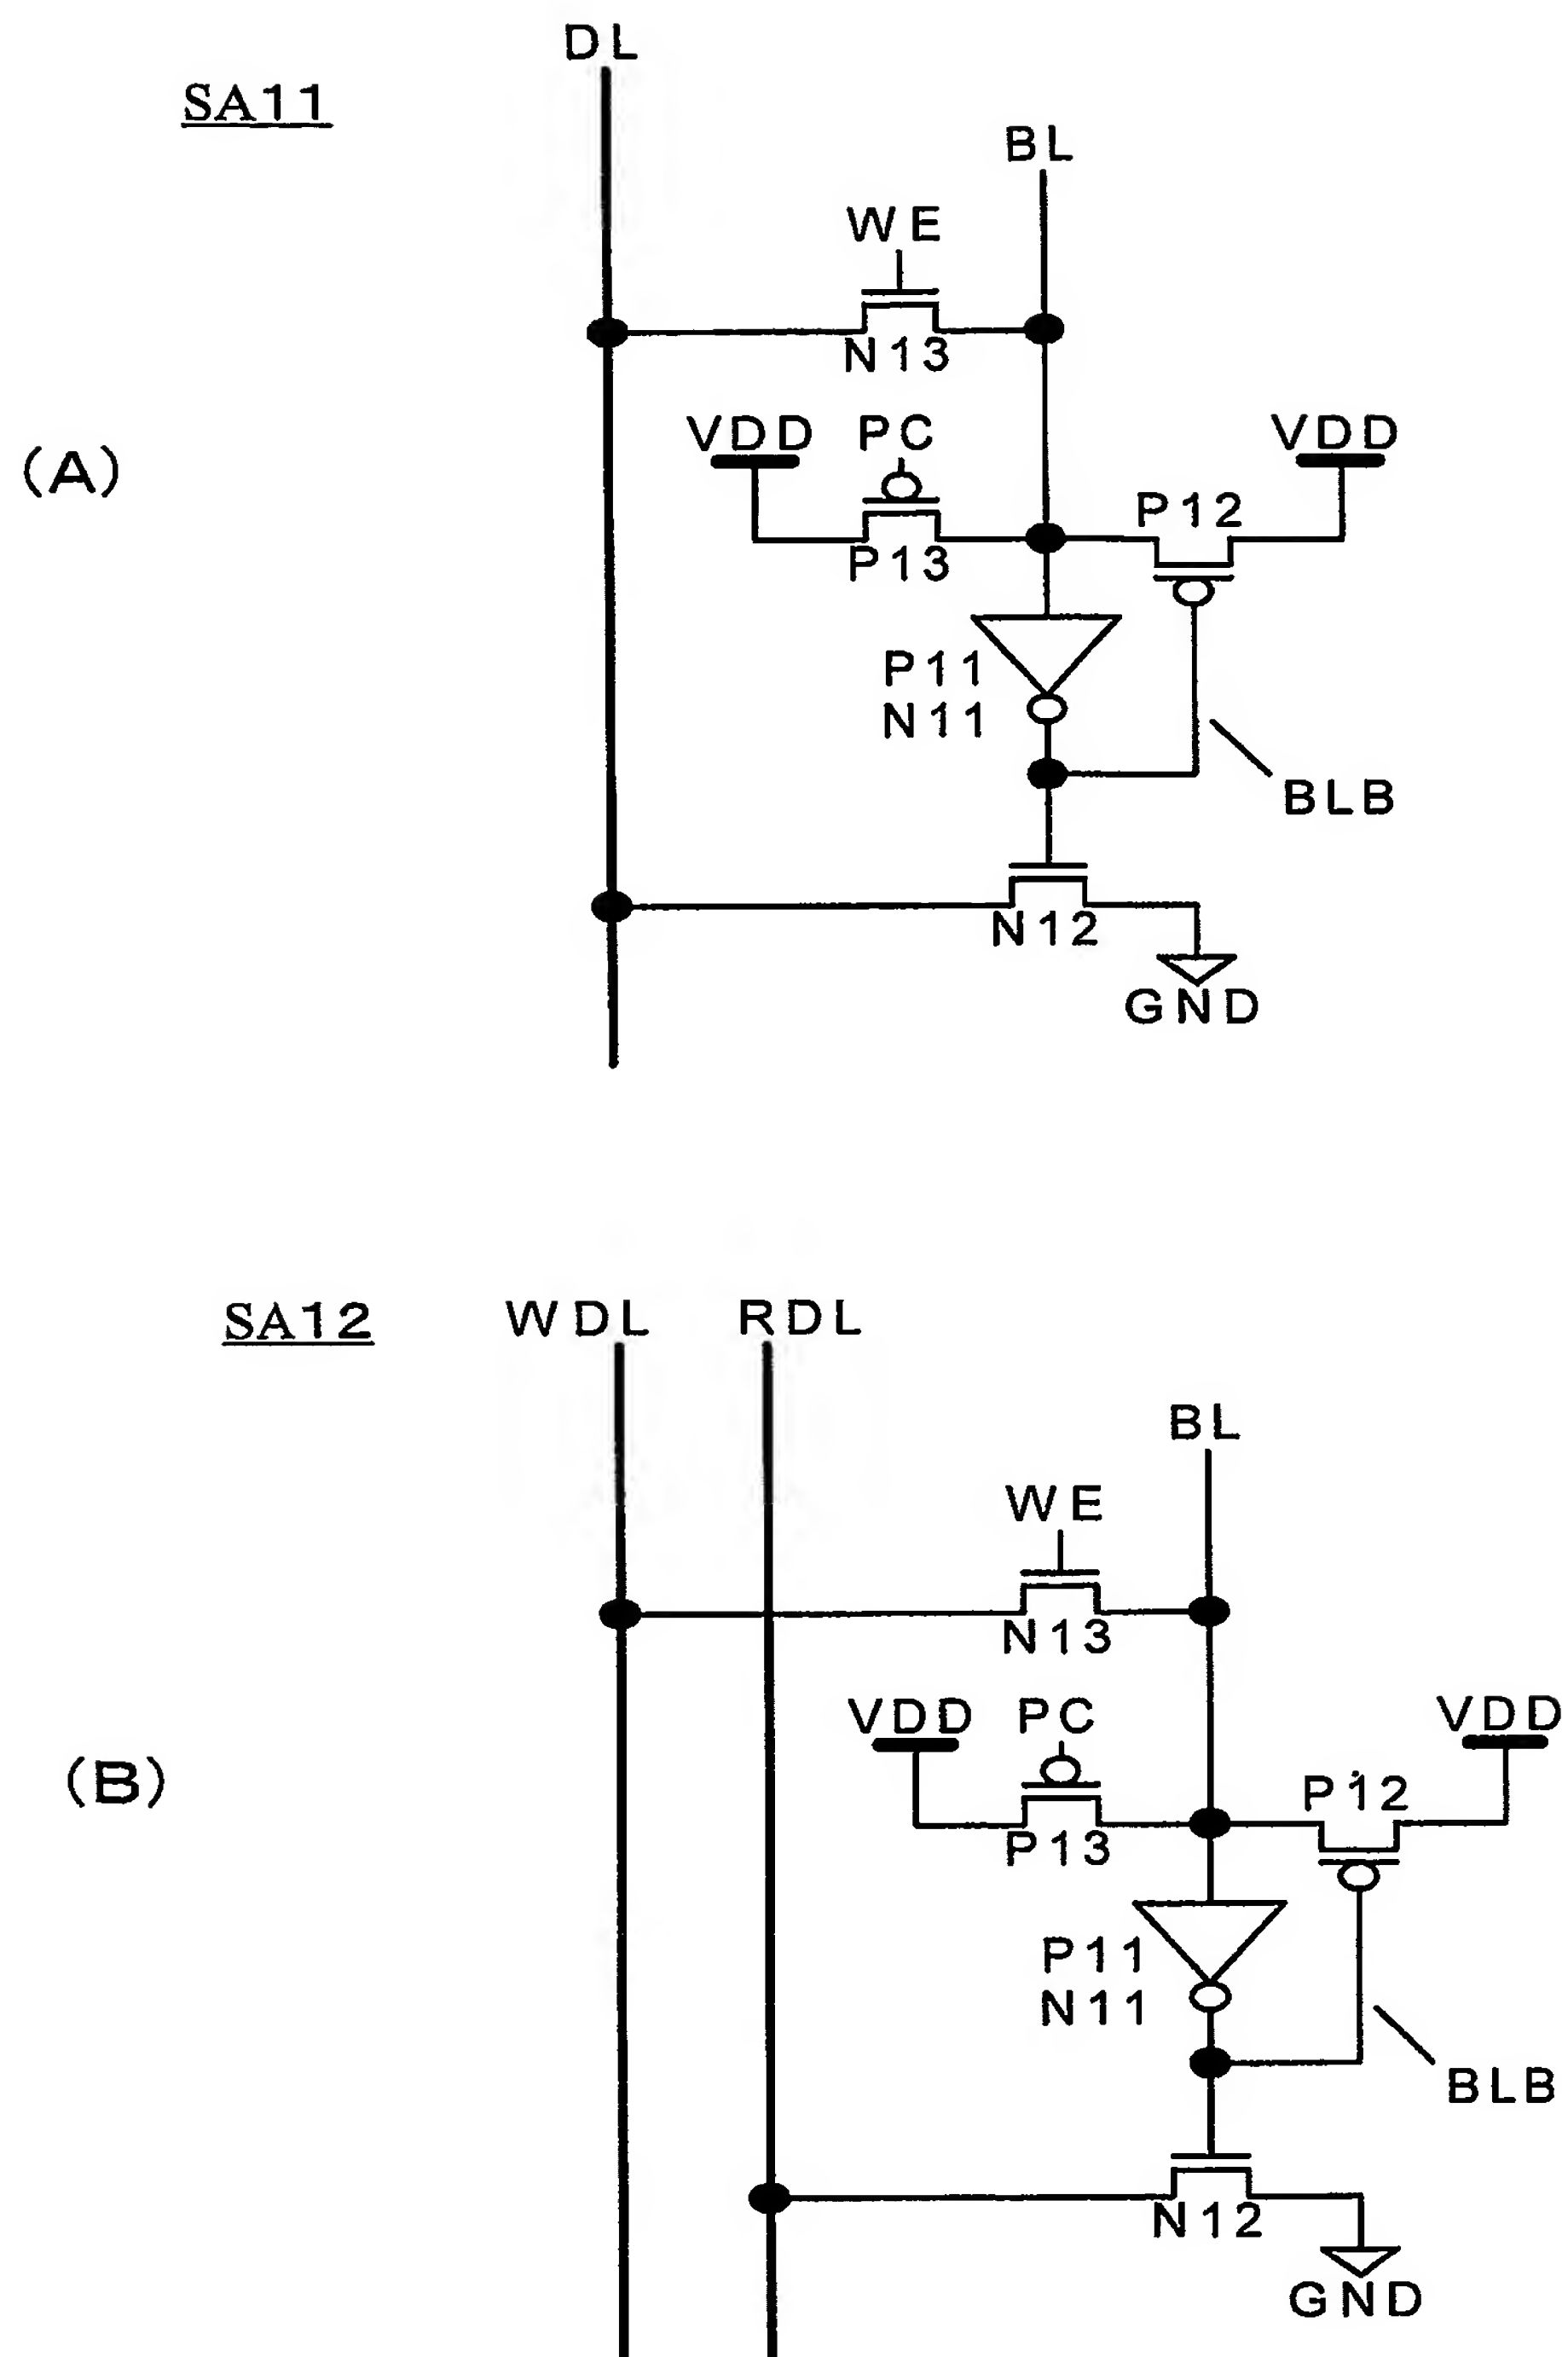 DL
SA11
BL
WE
N13
VDD PC VDD
(A)
P12
P13
P11
N11
BLB
N12
GND
SA12 WDL RDL
BL
WE
N13
VDD PC VDD
(B)
P12
P13
P11
N11
BLB
N12
GND